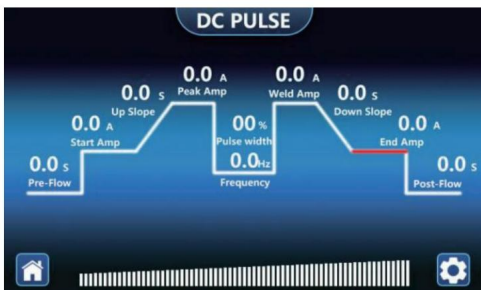 DC PULSE
0.0 A
Peak Amp
0.0 A
Weld Amp
0.0 s
Up Slope
0.0 s
Down Slope
0.0 A
Start Amp
00 %
Pulse width
0.0 A
End Amp
0.0 s
Pre-Flow
0.0 Hz
Frequency
0.0 s
Post-Flow